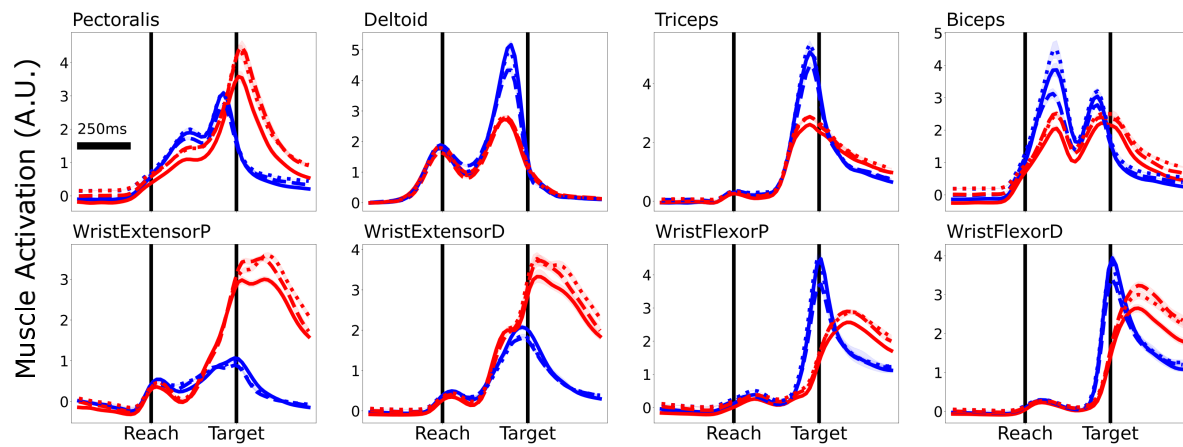 Muscle Activation (A.U.)
Pectoralis
4
3
2
1
0
250ms
Deltoid
5
4
3
2
1
0
Triceps
4
2
0
Biceps
5
4
3
2
1
0
WristExtensorP
3
2
1
0
Reach Target
WristExtensorD
4
3
2
1
0
Reach Target
WristFlexorP
4
3
2
1
0
Reach Target
WristFlexorD
4
3
2
1
0
Reach Target